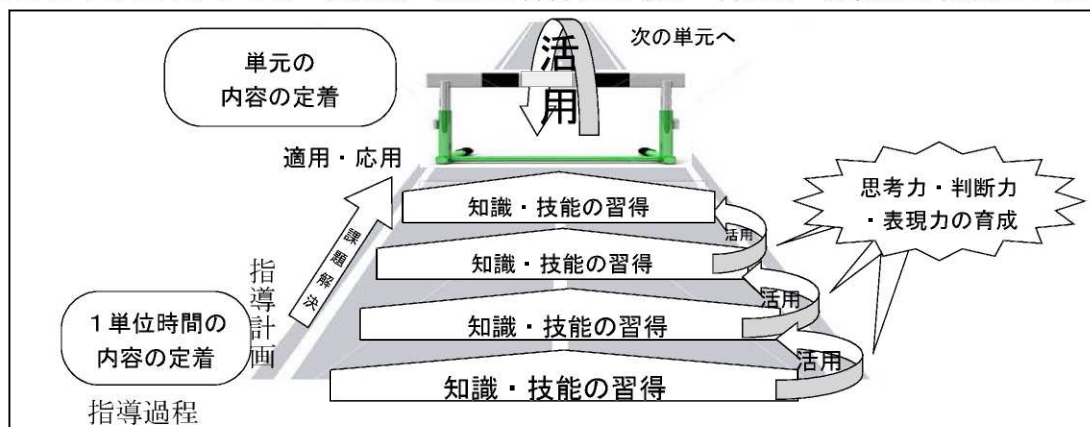 単元の
内容の定着
活用
次の単元へ
適用・応用
思考力・判断力
・表現力の育成
知識・技能の習得
活用
課題解決
知識・技能の習得
活用
指導計画
知識・技能の習得
活用
1単位時間の
内容の定着
知識・技能の習得
指導過程